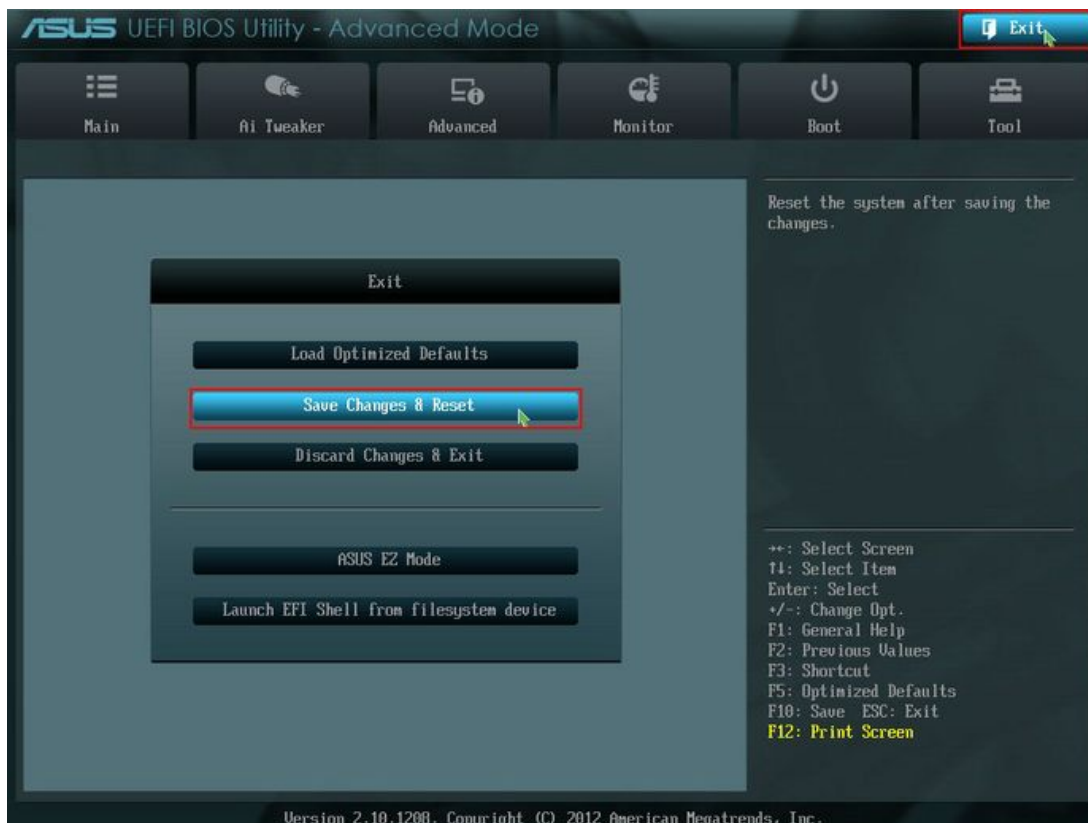 ASUS UEFI BIOS Utility - Advanced Mode
Exit
Main
Ai Tweaker
Advanced
Monitor
Boot
Tool
Exit
Load Optimized Defaults
Save Changes & Reset
Discard Changes & Exit
ASUS EZ Mode
Launch EFI Shell from filesystem device
Reset the system after saving the
changes.
→←: Select Screen
↑↓: Select Item
Enter: Select
+/-: Change Opt.
F1: General Help
F2: Previous Values
F3: Shortcut
F5: Optimized Defaults
F10: Save ESC: Exit
F12: Print Screen
Version 2.10.1208. Copyright (C) 2012 American Megatrends, Inc.